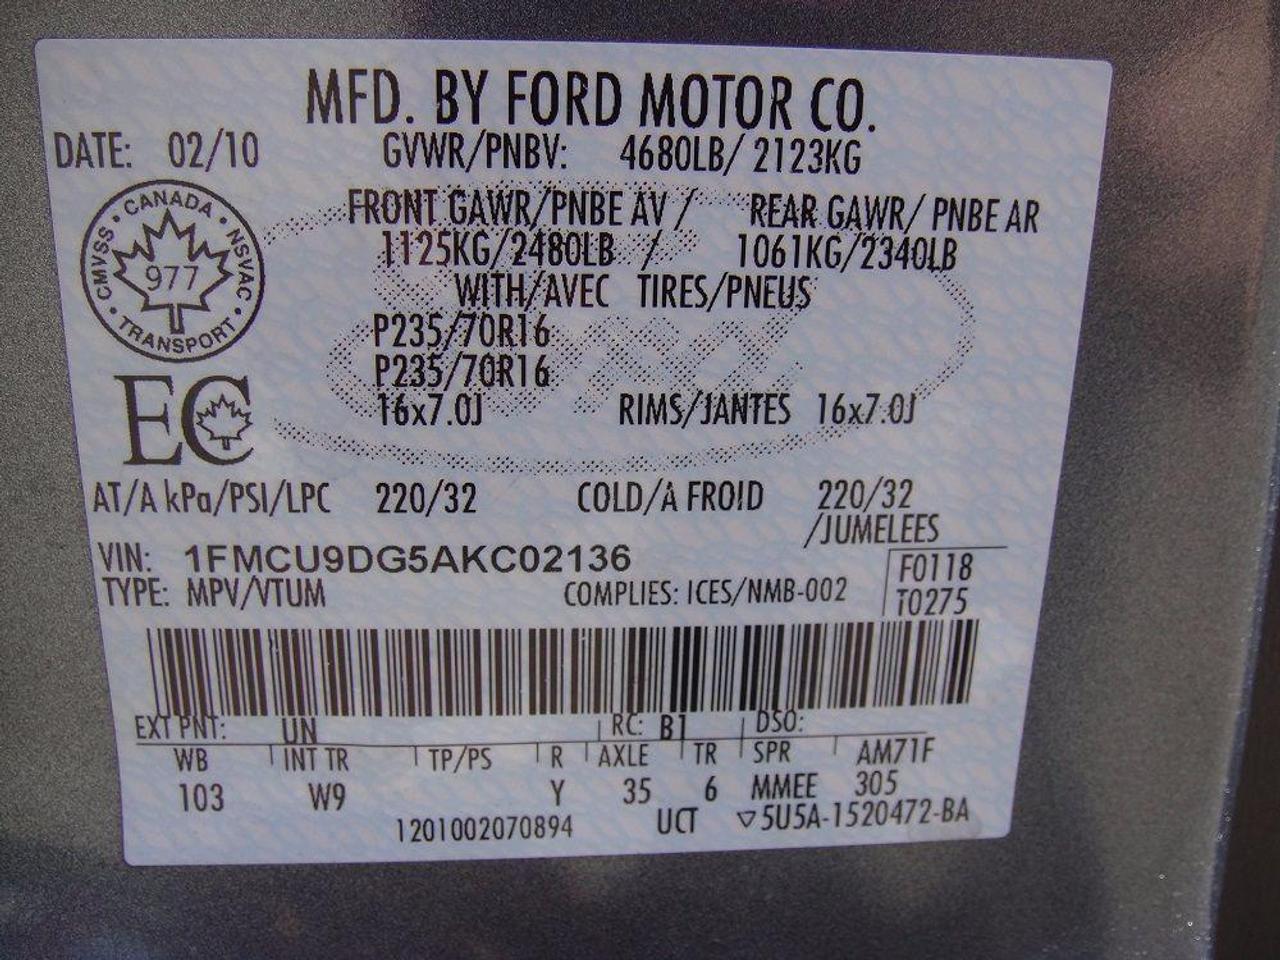 MFD. BY FORD MOTOR CO.
DATE: 02/10 GVWR/PNBV: 4680LB/ 2123KG
FRONT GAWR/PNBE AV / REAR GAWR/ PNBE AR
1125KG/2480LB / 1061KG/2340LB
WITH/AVEC TIRES/PNEUS
P235/70R16
P235/70R16
16x7.0J RIMS/JANTES 16x7.0J
CANADA
CMVSS 977 NSVAC
TRANSPORT
EC
AT/A kPa/PSI/LPC 220/32 COLD/A FROID 220/32
/JUMELEES
VIN: 1FMCU9DG5AKC02136
TYPE: MPV/VTUM COMPLIES: ICES/NMB-002
F0118
T0275
EXT PNT: UN RC: B1 DSO:
WB INT TR TP/PS R AXLE TR SPR AM71F
103 W9 Y 35 6 MMEE 305
1201002070894 UCT ▽5U5A-1520472-BA